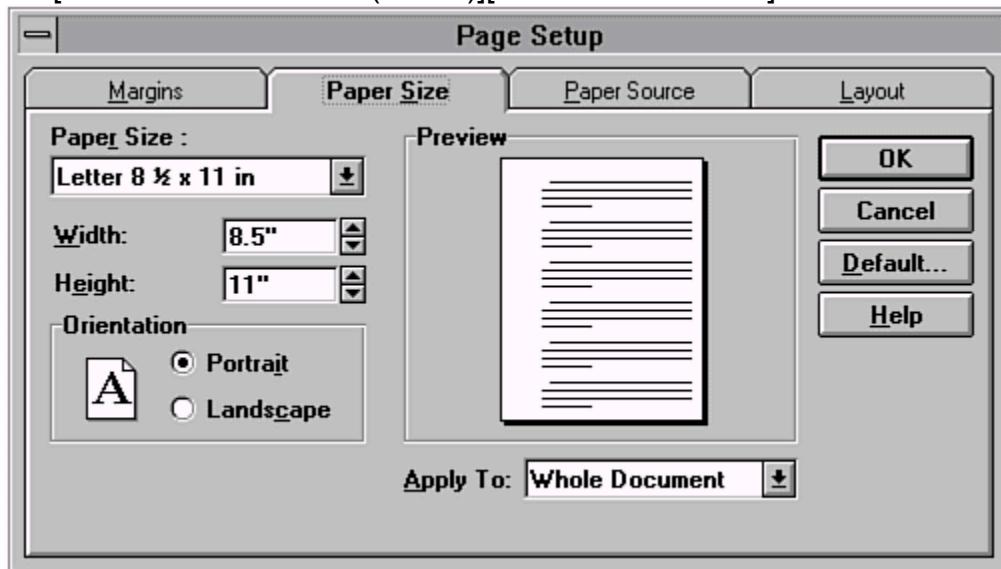 Page Setup
Margins
Paper Size
Paper Source
Layout
Paper Size :
Letter 8 ½ x 11 in
Width: 8.5"
Height: 11"
Orientation
A
Portrait
Landscape
Preview
Apply To: Whole Document
OK
Cancel
Default...
Help